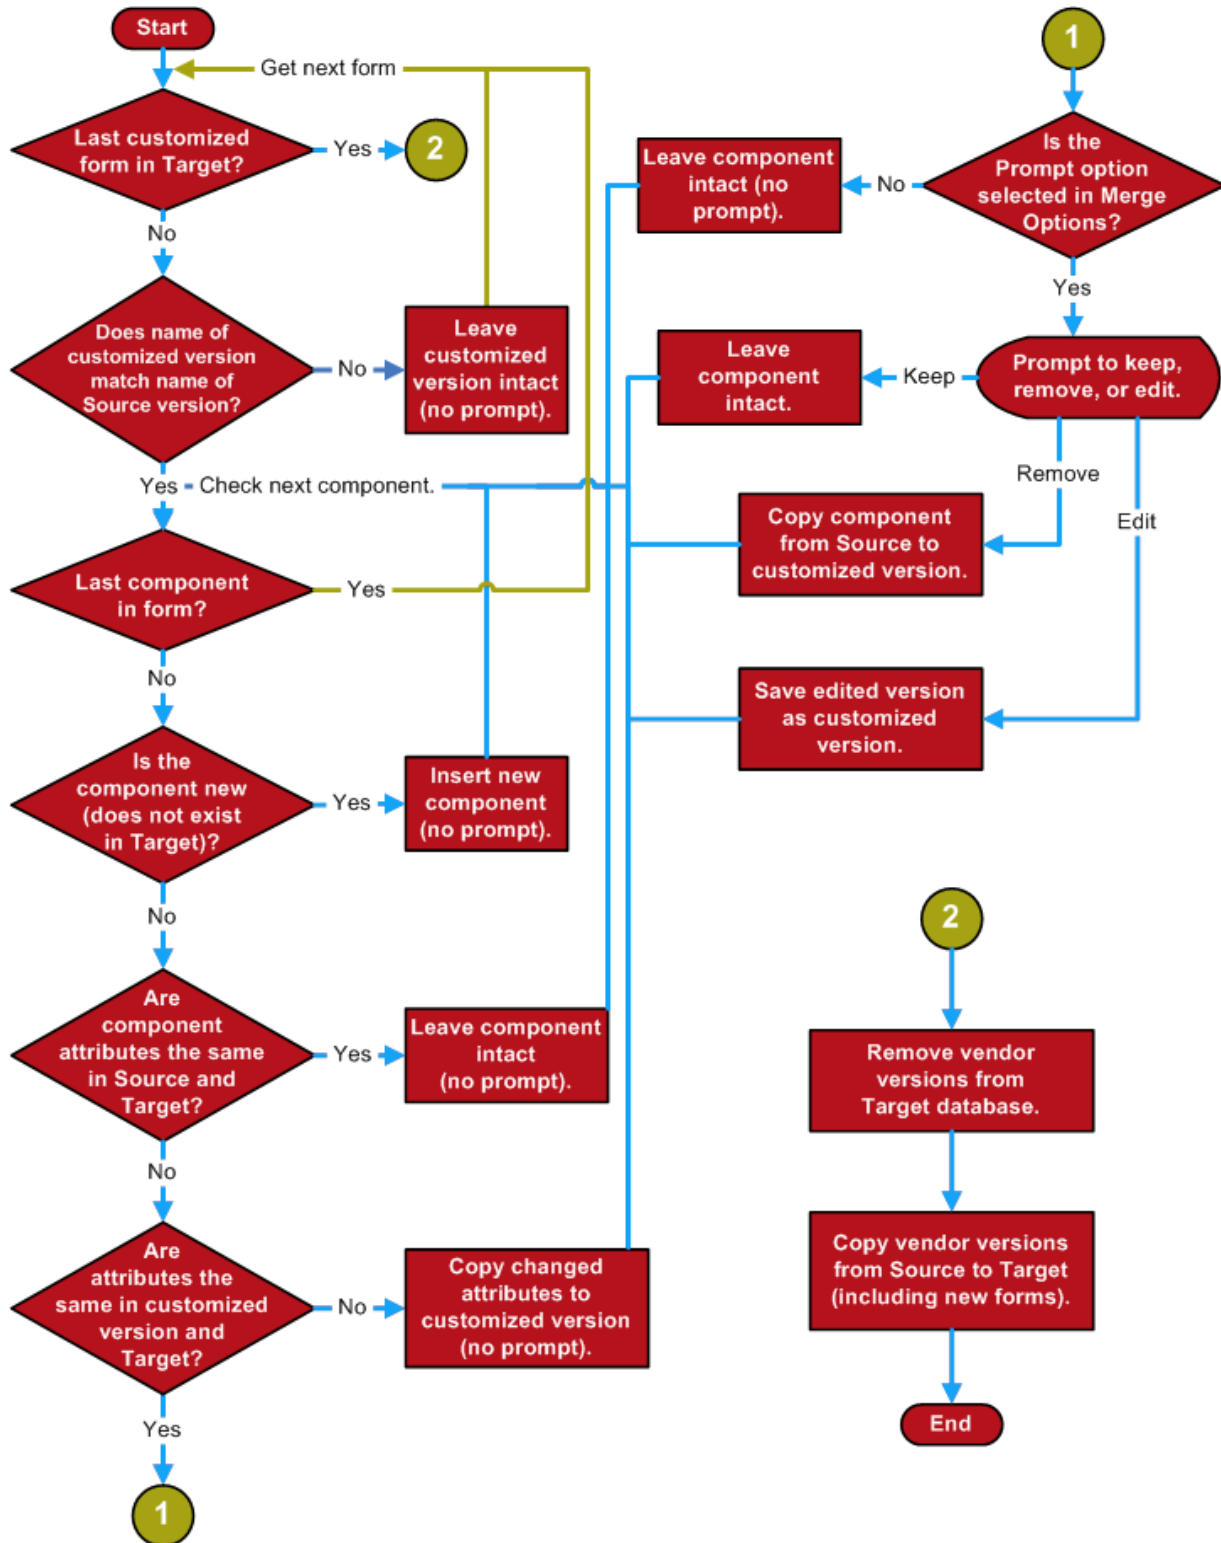 Start
Get next form
Last customized
form in Target?
Yes
2
No
Does name of
customized version
match name of
Source version?
No
Leave
customized
version intact
(no prompt).
Yes
Check next component.
Last component
in form?
Yes
No
Is the
component new
(does not exist
in Target)?
Yes
Insert new
component
(no prompt).
No
Are
component
attributes the same
in Source and
Target?
Yes
Leave component
intact
(no prompt).
No
Are
attributes the
same in customized
version and
Target?
No
Copy changed
attributes to
customized version
(no prompt).
Yes
1
1
Is the
Prompt option
selected in Merge
Options?
No
Leave component
intact (no
prompt).
Yes
Prompt to keep,
remove, or edit.
Keep
Leave
component
intact.
Remove
Copy component
from Source to
customized version.
Edit
Save edited version
as customized
version.
2
Remove vendor
versions from
Target database.
Copy vendor versions
from Source to Target
(including new forms).
End